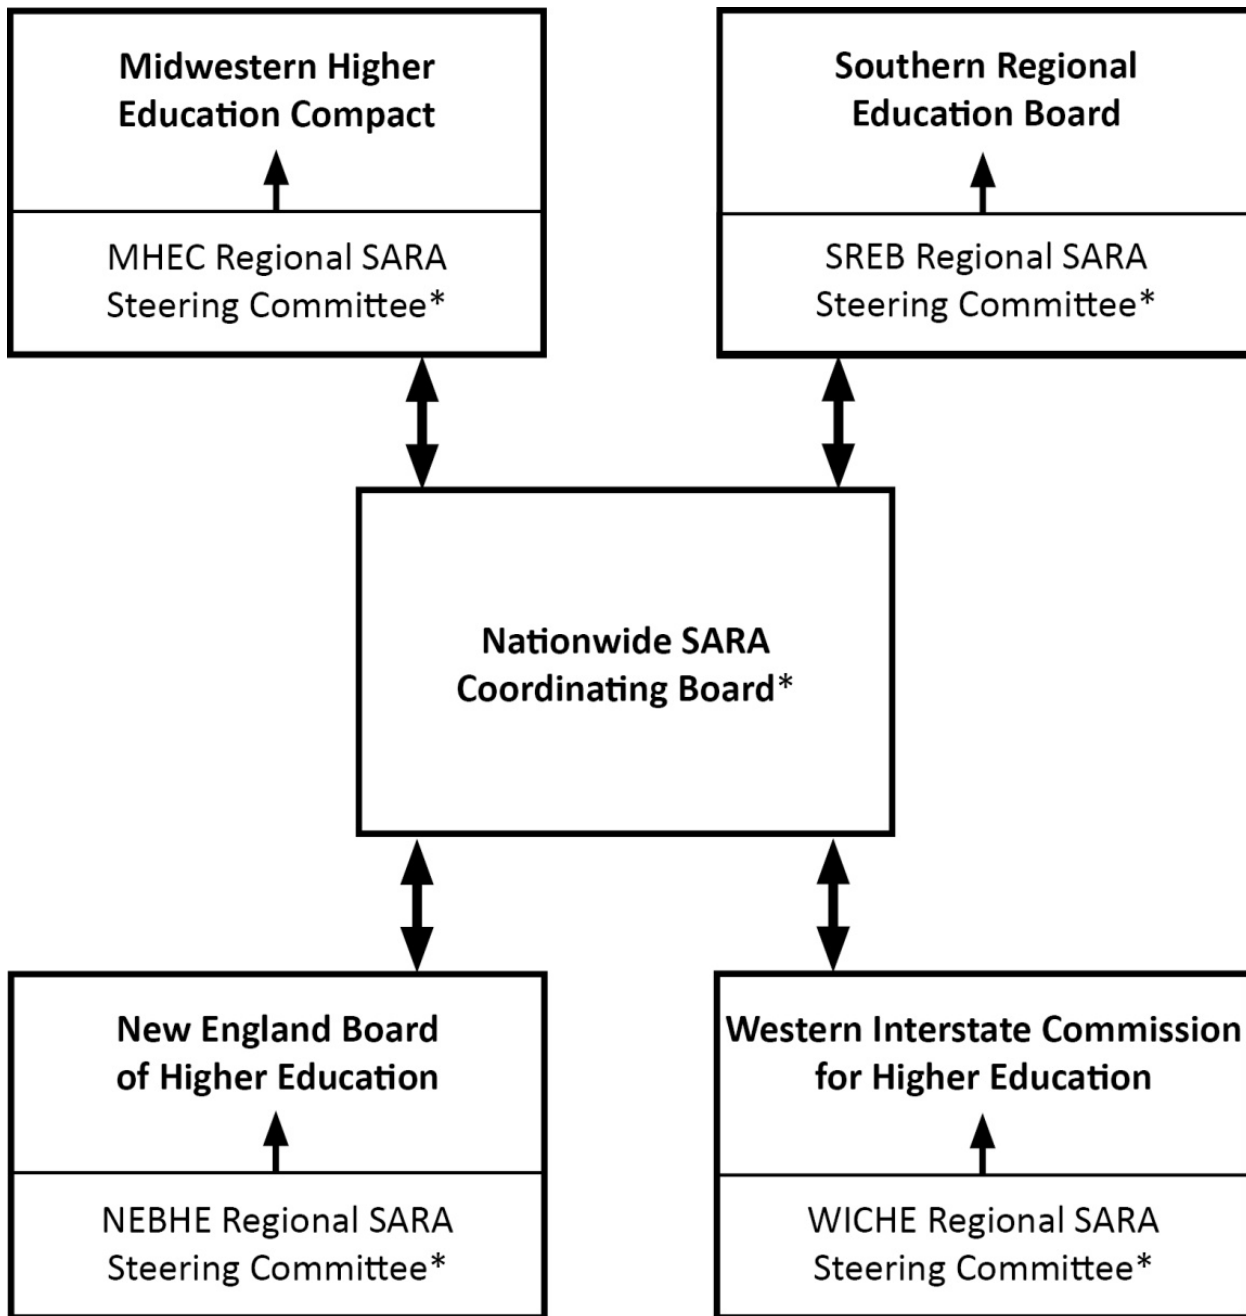 Midwestern Higher
Education Compact
MHEC Regional SARA
Steering Committee*
Southern Regional
Education Board
SREB Regional SARA
Steering Committee*
Nationwide SARA
Coordinating Board*
New England Board
of Higher Education
NEBHE Regional SARA
Steering Committee*
Western Interstate Commission
for Higher Education
WICHE Regional SARA
Steering Committee*